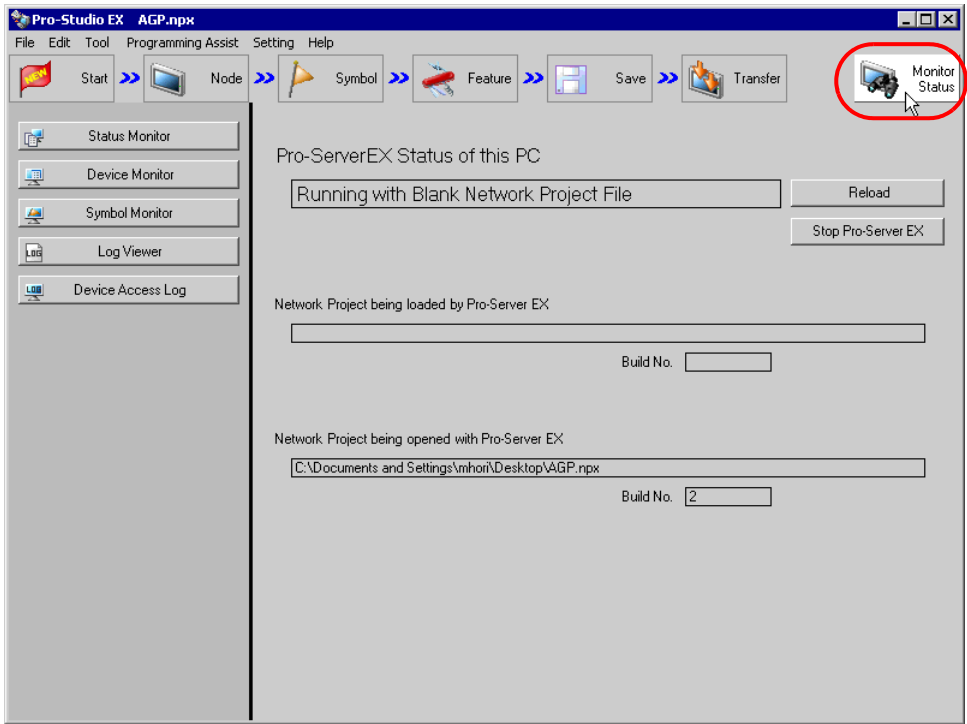 Pro-Studio EX AGP.npx
File Edit Tool Programming Assist Setting Help
NEW Start Node Symbol Feature Save Transfer Monitor Status
Status Monitor
Device Monitor
Symbol Monitor
LOG Log Viewer
LOG Device Access Log
Pro-ServerEX Status of this PC
Running with Blank Network Project File
Reload
Stop Pro-Server EX
Network Project being loaded by Pro-Server EX
Build No.
Network Project being opened with Pro-Server EX
C:\Documents and Settings\mhori\Desktop\AGP.npx
Build No. 2